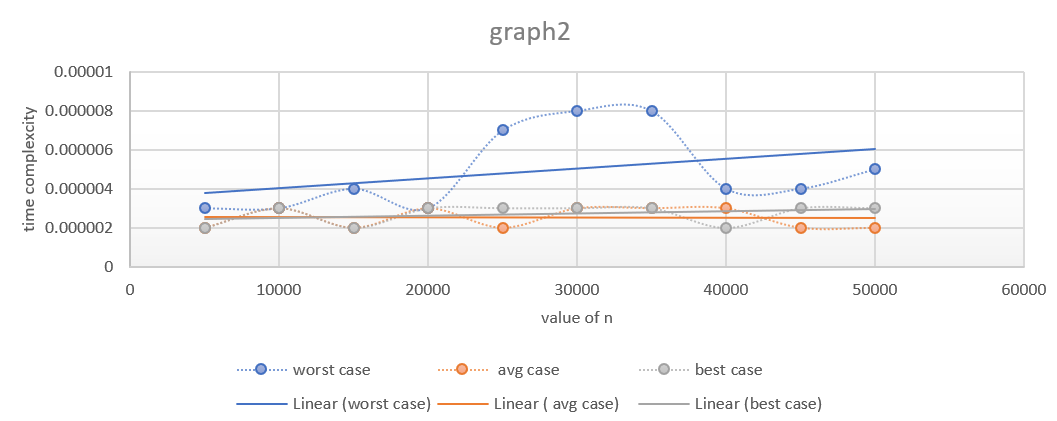 graph2
time complexcity
0.00001
0.000008
0.000006
0.000004
0.000002
0
0 10000 20000 30000 40000 50000 60000
value of n
worst case avg case best case
Linear (worst case) Linear ( avg case) Linear (best case)